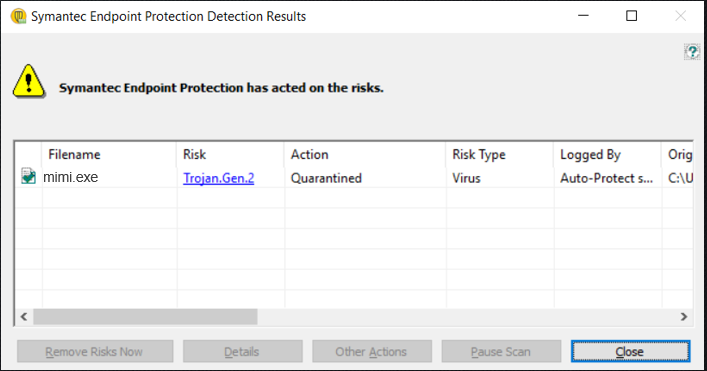 Symantec Endpoint Protection Detection Results
?
Symantec Endpoint Protection has acted on the risks.
Filename Risk Action Risk Type Logged By Orig
mimi.exe Trojan.Gen.2 Quarantined Virus Auto-Protect s... C:\U
Remove Risks Now Details Other Actions Pause Scan Close